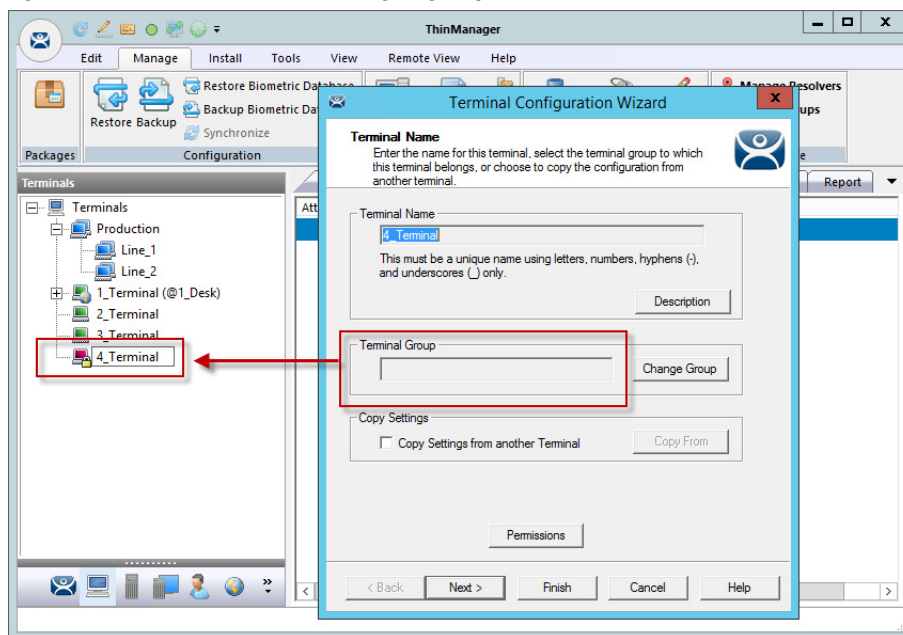 ThinManager
Edit Manage Install Tools View Remote View Help
Restore Biometric Database
Backup Biometric Da
Synchronize
Restore Backup
Manage Resolvers
ups
Packages
Configuration
e
Terminals
Terminals
Production
Line_1
Line_2
1_Terminal (@1_Desk)
2_Terminal
3_Terminal
4_Terminal
Att
Report
Terminal Configuration Wizard
Terminal Name
Enter the name for this terminal, select the terminal group to which
this terminal belongs, or choose to copy the configuration from
another terminal.
Terminal Name
4_Terminal
This must be a unique name using letters, numbers, hyphens (-),
and underscores (_) only.
Description
Terminal Group
Change Group
Copy Settings
Copy Settings from another Terminal
Copy From
Permissions
< Back
Next >
Finish
Cancel
Help